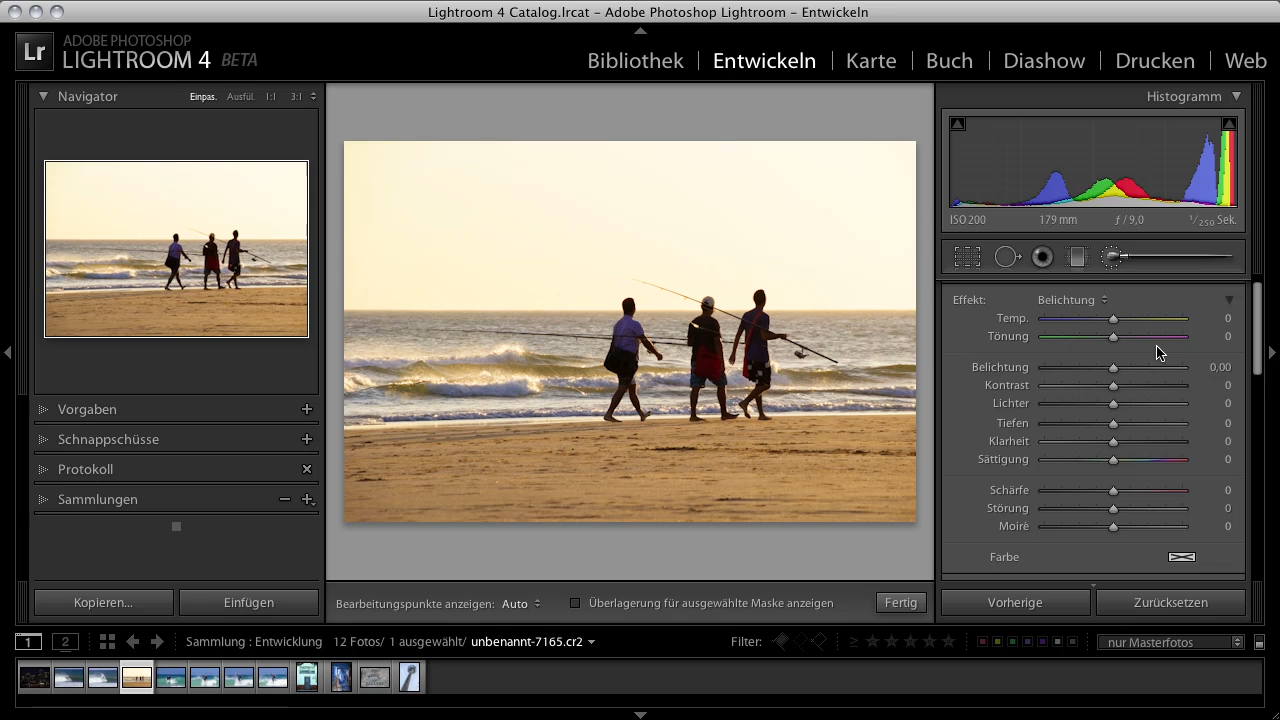 Lightroom 4 Catalog.lrcat – Adobe Photoshop Lightroom – Entwickeln
Lr
ADOBE PHOTOSHOP
LIGHTROOM 4 BETA
Bibliothek | Entwickeln | Karte | Buch | Diashow | Drucken | Web
Navigator Einpas. Ausfül. 1:1 3:1
Histogramm
ISO 200 179 mm ƒ / 9,0 1/250 Sek.
Effekt: Belichtung
Temp. 0
Tönung 0
Belichtung 0,00
Kontrast 0
Lichter 0
Tiefen 0
Klarheit 0
Sättigung 0
Schärfe 0
Störung 0
Moiré 0
Farbe
Vorgaben
Schnappschüsse
Protokoll
Sammlungen
Kopieren... Einfügen
Bearbeitungspunkte anzeigen: Auto Überlagerung für ausgewählte Maske anzeigen Fertig
Vorherige Zurücksetzen
1 2 Sammlung : Entwicklung 12 Fotos/ 1 ausgewählt/ unbenannt-7165.cr2 Filter: nur Masterfotos